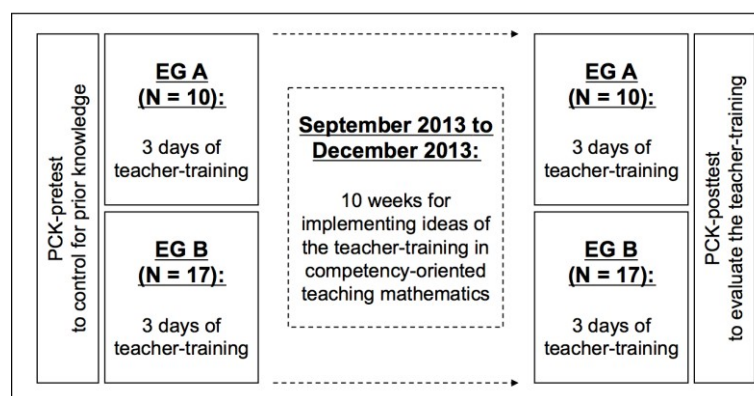 PCK-pretest
to control for prior knowledge
EG A
(N = 10):
3 days of
teacher-training
EG B
(N = 17):
3 days of
teacher-training
September 2013 to
December 2013:
10 weeks for
implementing ideas of
the teacher-training in
competency-oriented
teaching mathematics
EG A
(N = 10):
3 days of
teacher-training
EG B
(N = 17):
3 days of
teacher-training
PCK-posttest
to evaluate the teacher-training